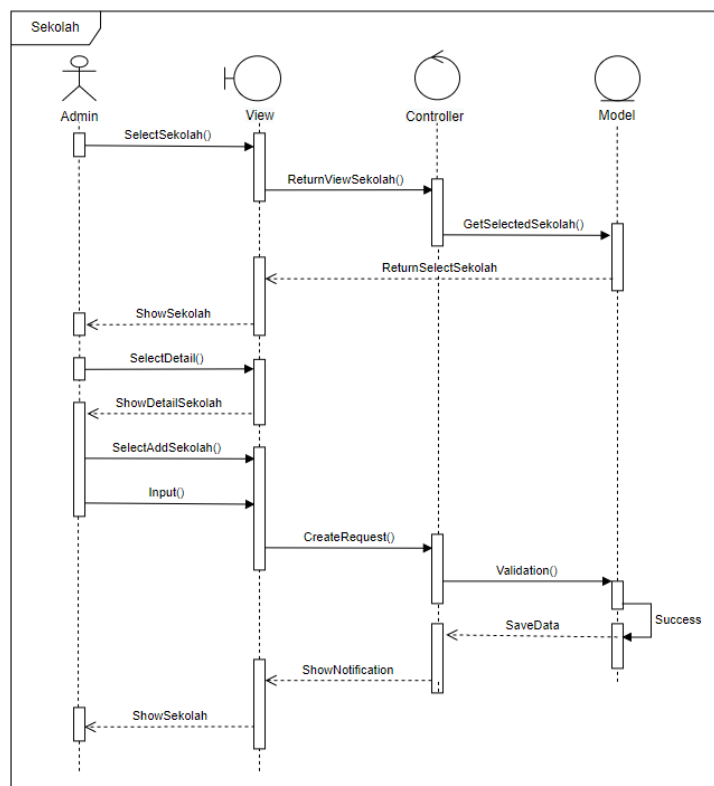 Sekolah
Admin
View
Controller
Model
SelectSekolah()
ReturnViewSekolah()
GetSelectedSekolah()
ReturnSelectSekolah
ShowSekolah
SelectDetail()
ShowDetailSekolah
SelectAddSekolah()
Input()
CreateRequest()
Validation()
Success
SaveData
ShowNotification
ShowSekolah